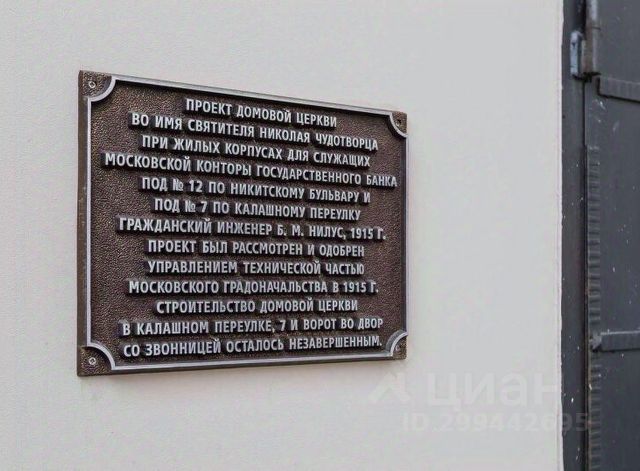 ПРОЕКТ ДОМОВОЙ ЦЕРКВИ
ВО ИМЯ СВЯТИТЕЛЯ НИКОЛАЯ ЧУДОТВОРЦА
ПРИ ЖИЛЫХ КОРПУСАХ ДЛЯ СЛУЖАЩИХ
МОСКОВСКОЙ КОНТОРЫ ГОСУДАРСТВЕННОГО БАНКА
ПОД № 12 ПО НИКИТСКОМУ БУЛЬВАРУ И
ПОД № 7 ПО КАЛАШНОМУ ПЕРЕУЛКУ
ГРАЖДАНСКИЙ ИНЖЕНЕР Б. М. НИЛУС, 1915 Г.
ПРОЕКТ БЫЛ РАССМОТРЕН И ОДОБРЕН
УПРАВЛЕНИЕМ ТЕХНИЧЕСКОЙ ЧАСТЬЮ
МОСКОВСКОГО ГРАДОНАЧАЛЬСТВА В 1915 Г.
СТРОИТЕЛЬСТВО ДОМОВОЙ ЦЕРКВИ
В КАЛАШНОМ ПЕРЕУЛКЕ, 7 И ВОРОТ ВО ДВОР
СО ЗВОННИЦЕЙ ОСТАЛОСЬ НЕЗАВЕРШЕННЫМ.
циан
ID.299442695